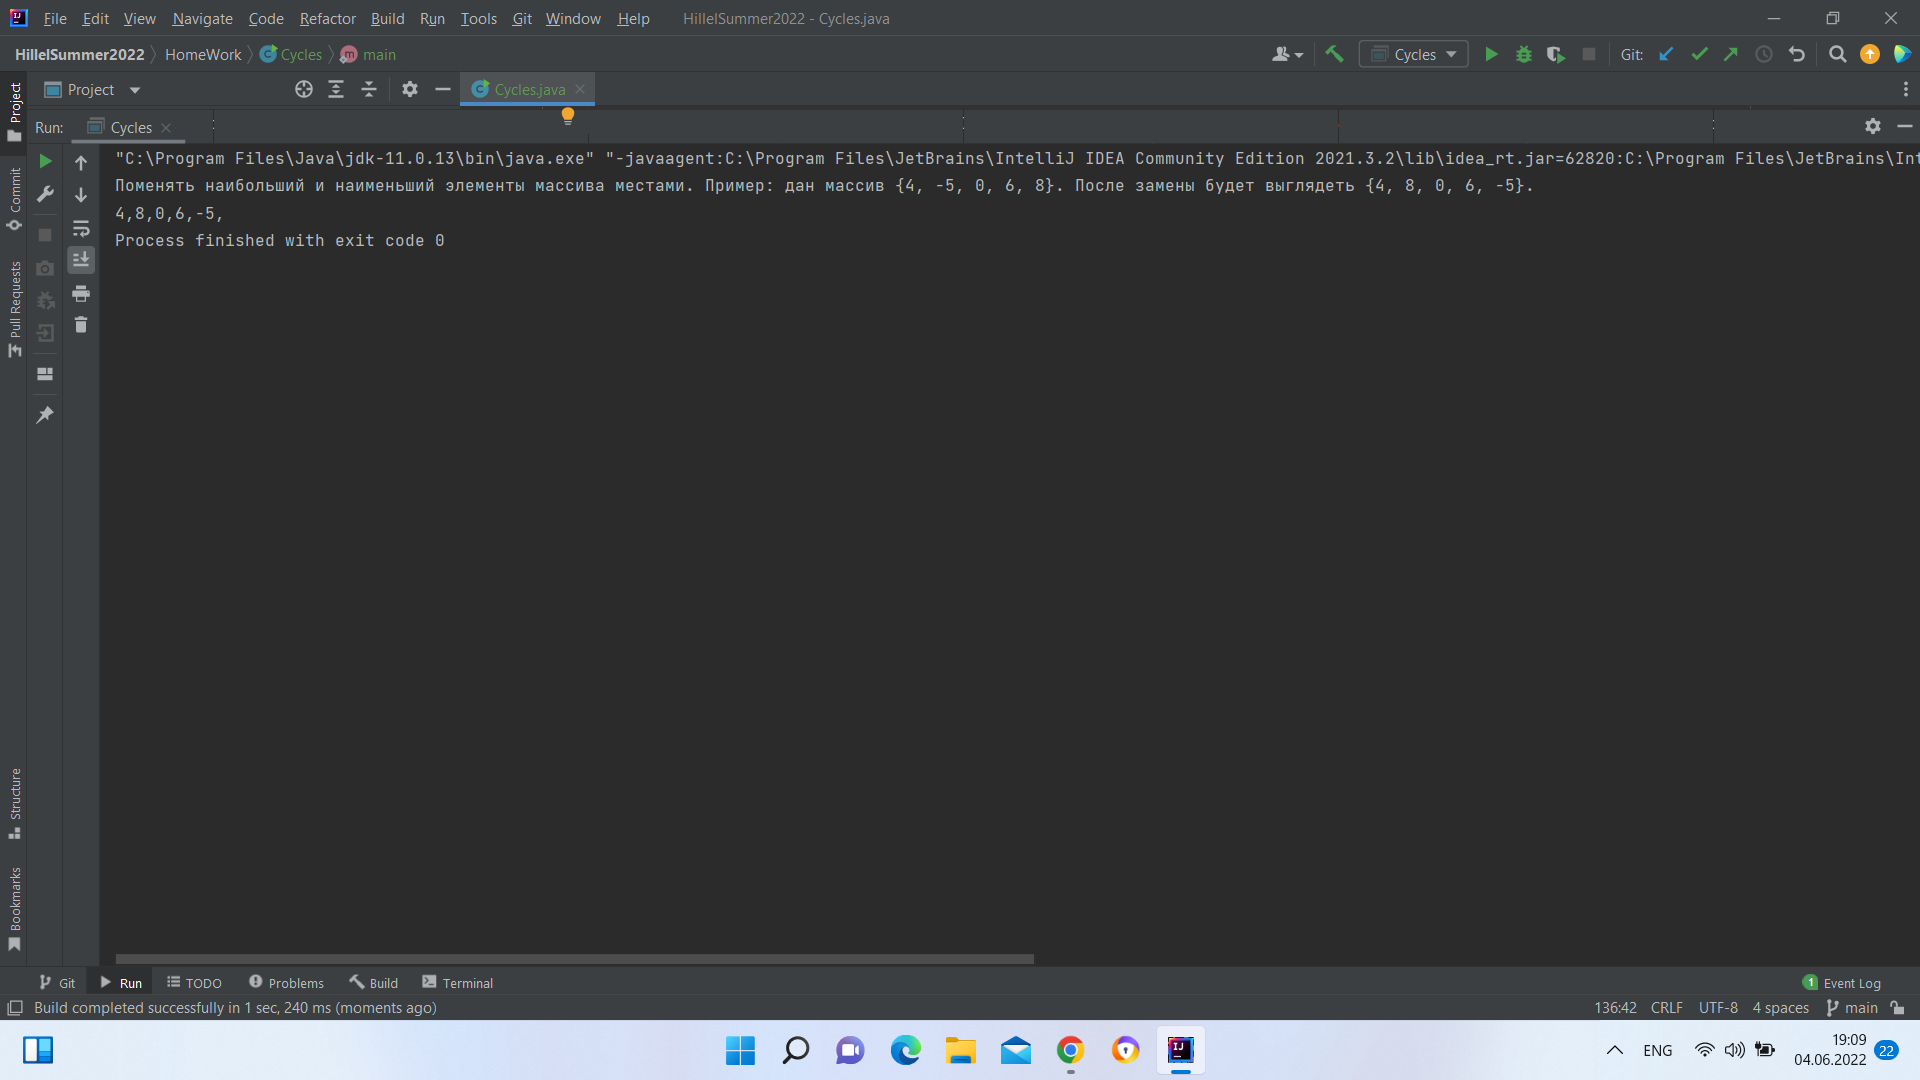 File Edit View Navigate Code Refactor Build Run Tools Git Window Help HillelSummer2022 - Cycles.java
HillelSummer2022 HomeWork Cycles main Cycles Git:
Project Cycles.java
Run: Cycles
"C:\Program Files\Java\jdk-11.0.13\bin\java.exe" "-javaagent:C:\Program Files\JetBrains\IntelliJ IDEA Community Edition 2021.3.2\lib\idea_rt.jar=62820:C:\Program Files\JetBrains\Int
Поменять наибольший и наименьший элементы массива местами. Пример: дан массив {4, -5, 0, 6, 8}. После замены будет выглядеть {4, 8, 0, 6, -5}.
4,8,0,6,-5,
Process finished with exit code 0
Project
Commit
Pull Requests
Structure
Bookmarks
Git Run TODO Problems Build Terminal 1 Event Log
Build completed successfully in 1 sec, 240 ms (moments ago) 136:42 CRLF UTF-8 4 spaces main
ENG 19:09
04.06.2022 22